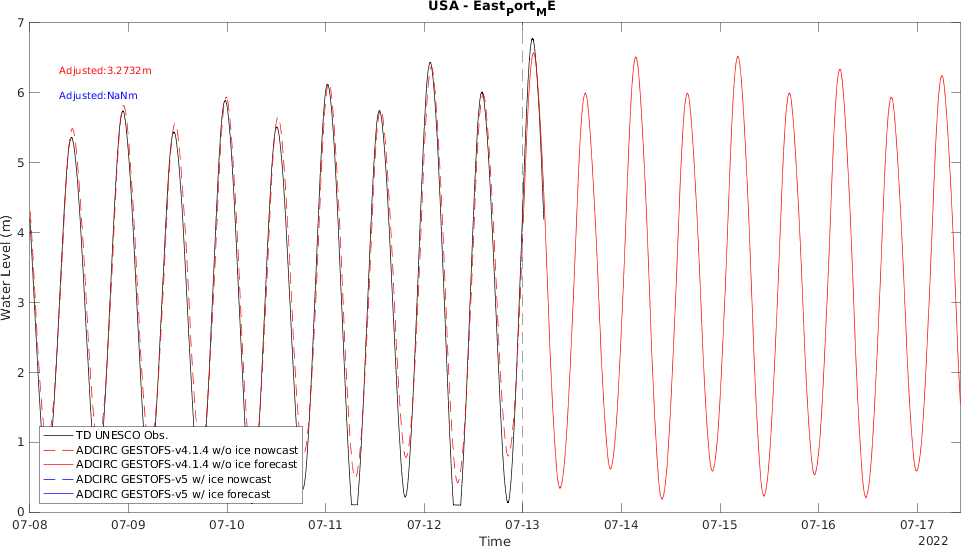 USA - East_Port_ME
7
Adjusted:3.2732m
6
Adjusted:NaNm
5
4
3
2
1
0
Water Level (m)
TD UNESCO Obs.
ADCIRC GESTOFS-v4.1.4 w/o ice nowcast
ADCIRC GESTOFS-v4.1.4 w/o ice forecast
ADCIRC GESTOFS-v5 w/ ice nowcast
ADCIRC GESTOFS-v5 w/ ice forecast
07-08 07-09 07-10 07-11 07-12 07-13 07-14 07-15 07-16 07-17
Time
2022